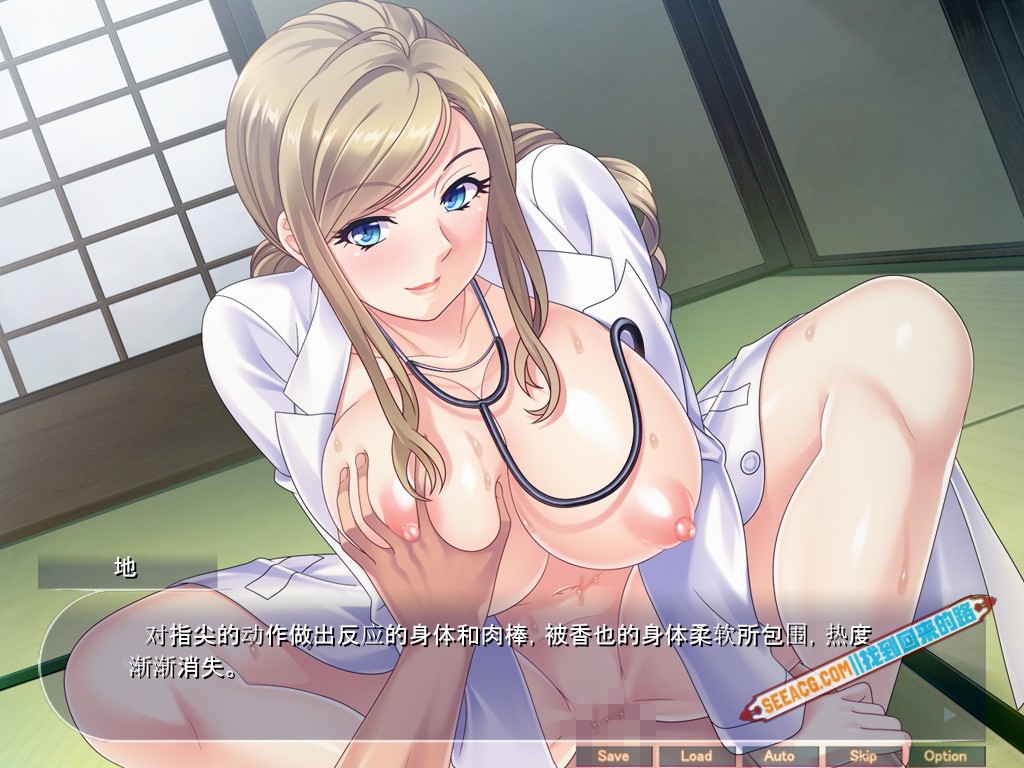 地
对指尖的动作做出反应的身体和肉棒, 被香也的身体柔软所包围, 热度
渐渐消失。
SEEACG.COM||找到回来的路
Save Load Auto Skip Option